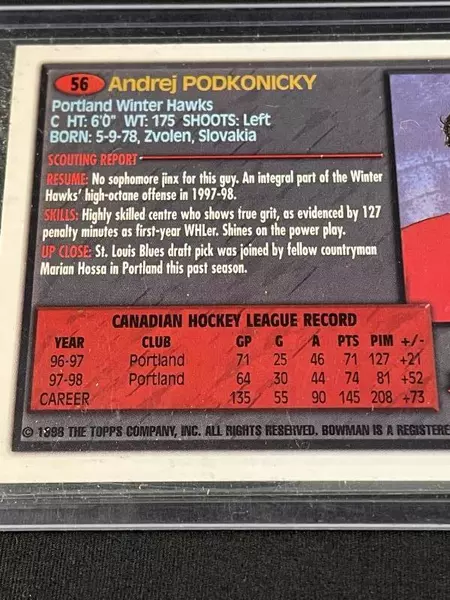 56 Andrej PODKONICKY
Portland Winter Hawks
C HT: 6'0" WT: 175 SHOOTS: Left
BORN: 5-9-78, Zvolen, Slovakia
SCOUTING REPORT
RESUME: No sophomore jinx for this guy. An integral part of the Winter
Hawks' high-octane offense in 1997-98.
SKILLS: Highly skilled centre who shows true grit, as evidenced by 127
penalty minutes as first-year WHLer. Shines on the power play.
UP CLOSE: St. Louis Blues draft pick was joined by fellow countryman
Marian Hossa in Portland this past season.
CANADIAN HOCKEY LEAGUE RECORD
YEAR CLUB GP G A PTS PIM +/-
96-97 Portland 71 25 46 71 127 +21
97-98 Portland 64 30 44 74 81 +52
CAREER 135 55 90 145 208 +73
© 1998 THE TOPPS COMPANY, INC. ALL RIGHTS RESERVED. BOWMAN IS A REGISTERE